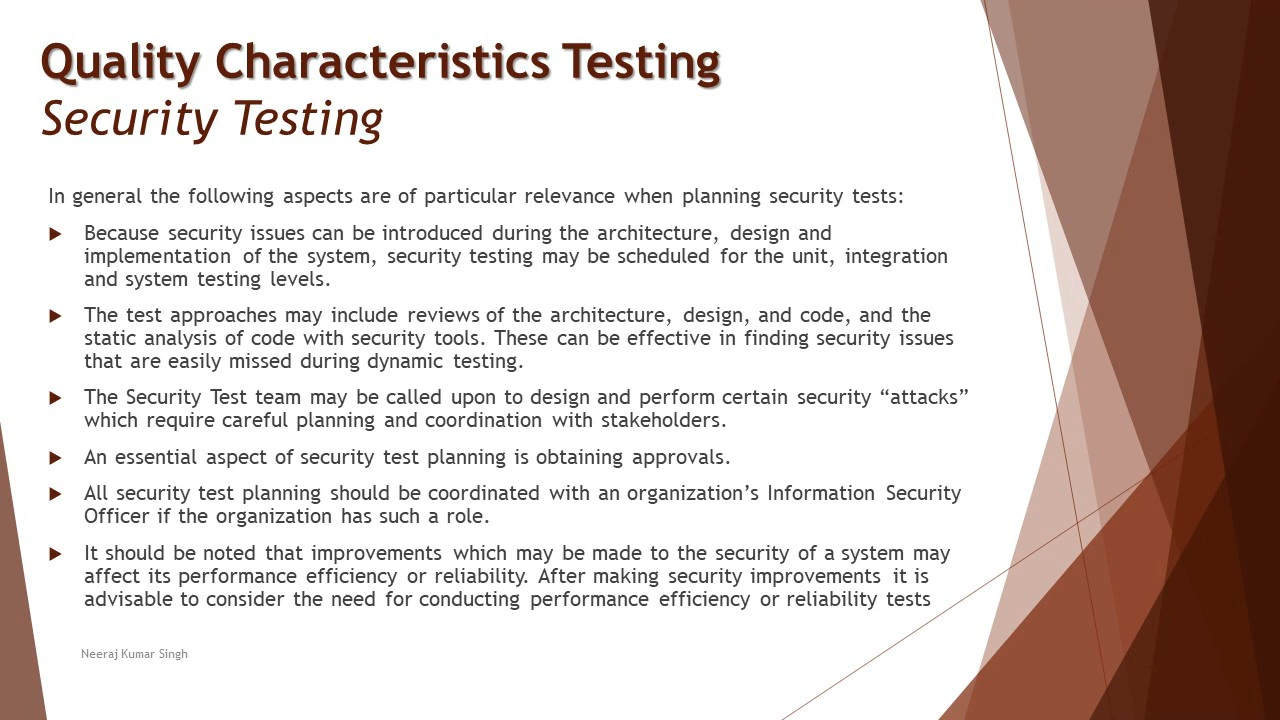 Quality Characteristics Testing
Security Testing
In general the following aspects are of particular relevance when planning security tests:
Because security issues can be introduced during the architecture, design and
implementation of the system, security testing may be scheduled for the unit, integration
and system testing levels.
The test approaches may include reviews of the architecture, design, and code, and the
static analysis of code with security tools. These can be effective in finding security issues
that are easily missed during dynamic testing.
The Security Test team may be called upon to design and perform certain security “attacks”
which require careful planning and coordination with stakeholders.
An essential aspect of security test planning is obtaining approvals.
All security test planning should be coordinated with an organization’s Information Security
Officer if the organization has such a role.
It should be noted that improvements which may be made to the security of a system may
affect its performance efficiency or reliability. After making security improvements it is
advisable to consider the need for conducting performance efficiency or reliability tests
Neeraj Kumar Singh